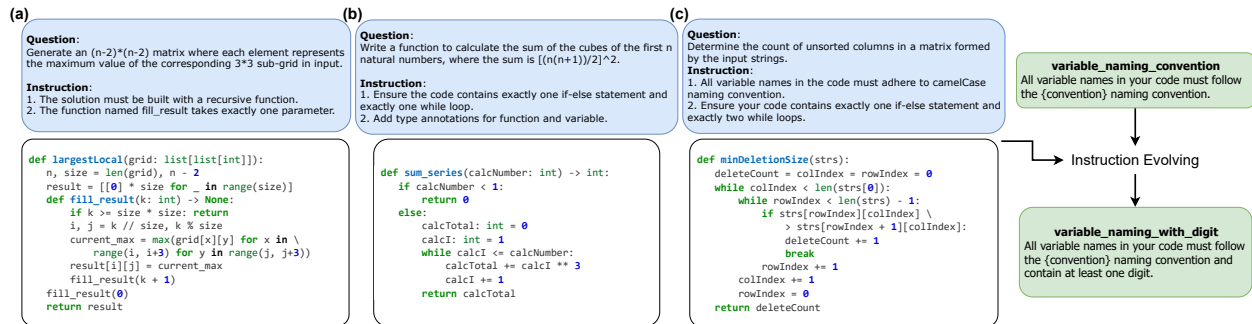 (a)
Question:
Generate an (n-2)*(n-2) matrix where each element represents
the maximum value of the corresponding 3*3 sub-grid in input.
Instruction:
1. The solution must be built with a recursive function.
2. The function named fill_result takes exactly one parameter.
def largestLocal(grid: list[list[int]]):
n, size = len(grid), n - 2
result = [[0] * size for _ in range(size)]
def fill_result(k: int) -> None:
if k >= size * size: return
i, j = k // size, k % size
current_max = max(grid[x][y] for x in \
range(i, i+3) for y in range(j, j+3))
result[i][j] = current_max
fill_result(k + 1)
fill_result(0)
return result
(b)
Question:
Write a function to calculate the sum of the cubes of the first n
natural numbers, where the sum is [(n(n+1))/2]^2.
Instruction:
1. Ensure the code contains exactly one if-else statement and
exactly one while loop.
2. Add type annotations for function and variable.
def sum_series(calcNumber: int) -> int:
if calcNumber < 1:
return 0
else:
calcTotal: int = 0
calcI: int = 1
while calcI <= calcNumber:
calcTotal += calcI ** 3
calcI += 1
return calcTotal
(c)
Question:
Determine the count of unsorted columns in a matrix formed
by the input strings.
Instruction:
1. All variable names in the code must adhere to camelCase
naming convention.
2. Ensure your code contains exactly one if-else statement and
exactly two while loops.
def minDeletionSize(strs):
deleteCount = colIndex = rowIndex = 0
while colIndex < len(strs[0]):
while rowIndex < len(strs) - 1:
if strs[rowIndex][colIndex] \
> strs[rowIndex + 1][colIndex]:
deleteCount += 1
break
rowIndex += 1
colIndex += 1
rowIndex = 0
return deleteCount
variable_naming_convention
All variable names in your code must follow
the {convention} naming convention.
Instruction Evolving
variable_naming_with_digit
All variable names in your code must follow
the {convention} naming convention and
contain at least one digit.